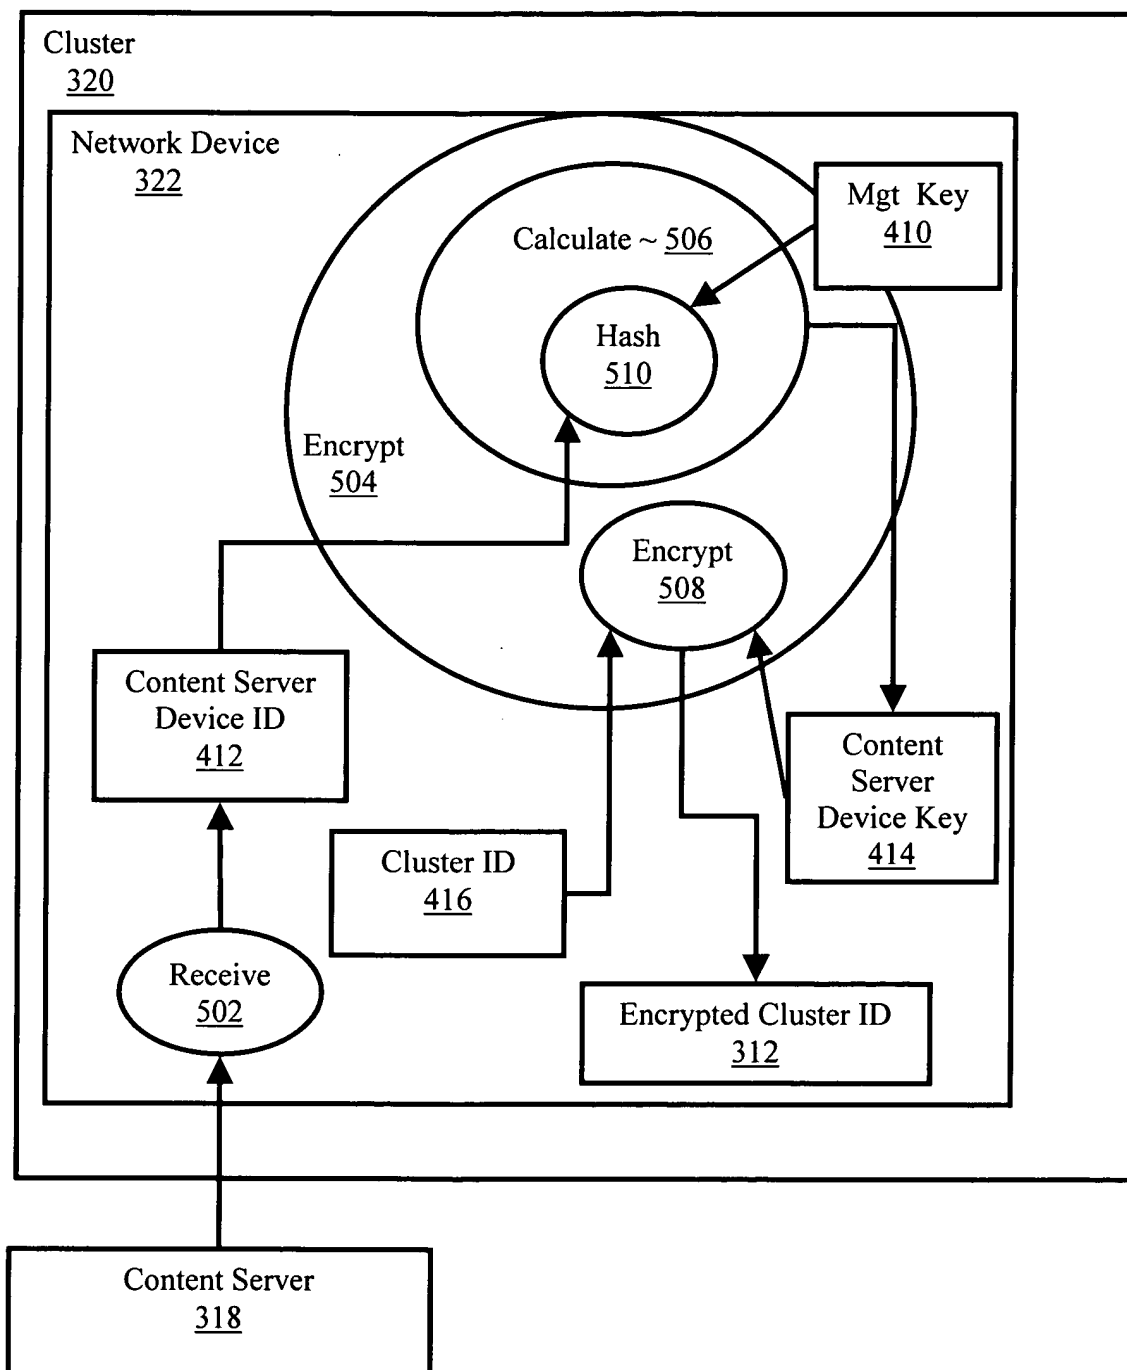 Cluster
320
Network Device
322
Mgt Key
410
Calculate ~ 506
Hash
510
Encrypt
504
Encrypt
508
Content Server
Device ID
412
Content
Server
Device Key
414
Cluster ID
416
Receive
502
Encrypted Cluster ID
312
Content Server
318